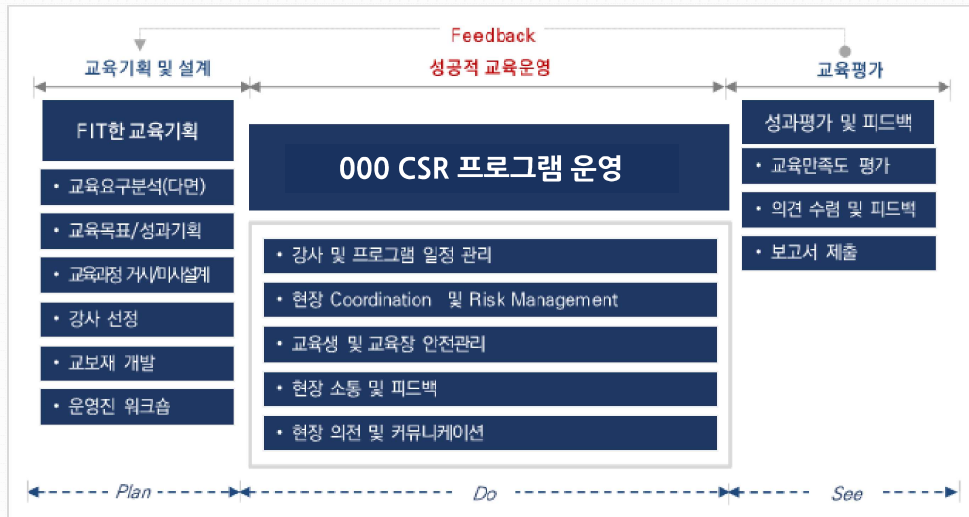 Feedback
교육기획 및 설계
성공적 교육운영
교육평가
FIT한 교육기획
• 교육요구분석(다면)
• 교육목표/성과기획
• 교육과정 거시/미시설계
• 강사 선정
• 교보재 개발
• 운영진 워크숍
000 CSR 프로그램 운영
• 강사 및 프로그램 일정 관리
• 현장 Coordination 및 Risk Management
• 교육생 및 교육장 안전관리
• 현장 소통 및 피드백
• 현장 의전 및 커뮤니케이션
성과평가 및 피드백
• 교육만족도 평가
• 의견 수렴 및 피드백
• 보고서 제출
Plan
Do
See